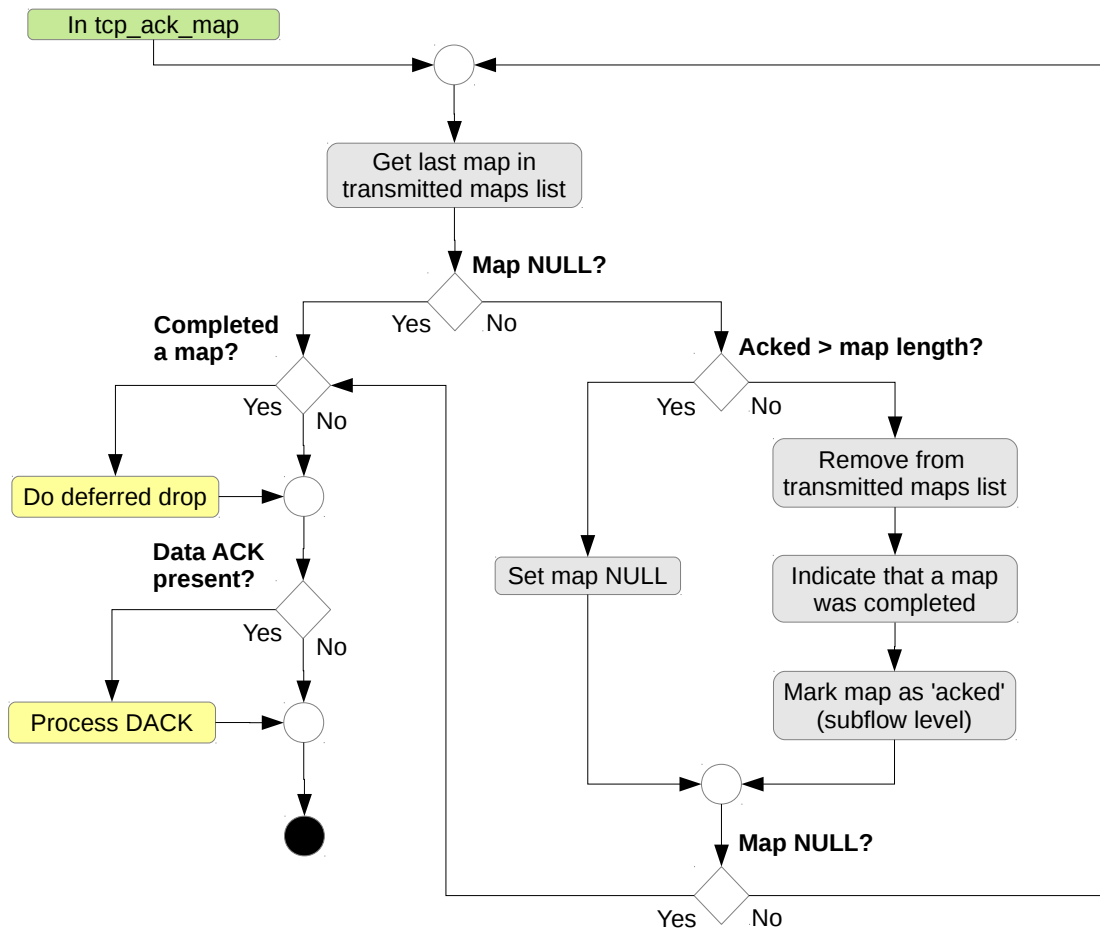 In tcp_ack_map
Get last map in
transmitted maps list
Map NULL?
Yes
No
Completed
a map?
Yes
No
Do deferred drop
Data ACK
present?
Yes
No
Process DACK
Acked > map length?
Yes
No
Set map NULL
Remove from
transmitted maps list
Indicate that a map
was completed
Mark map as 'acked'
(subflow level)
Map NULL?
Yes
No